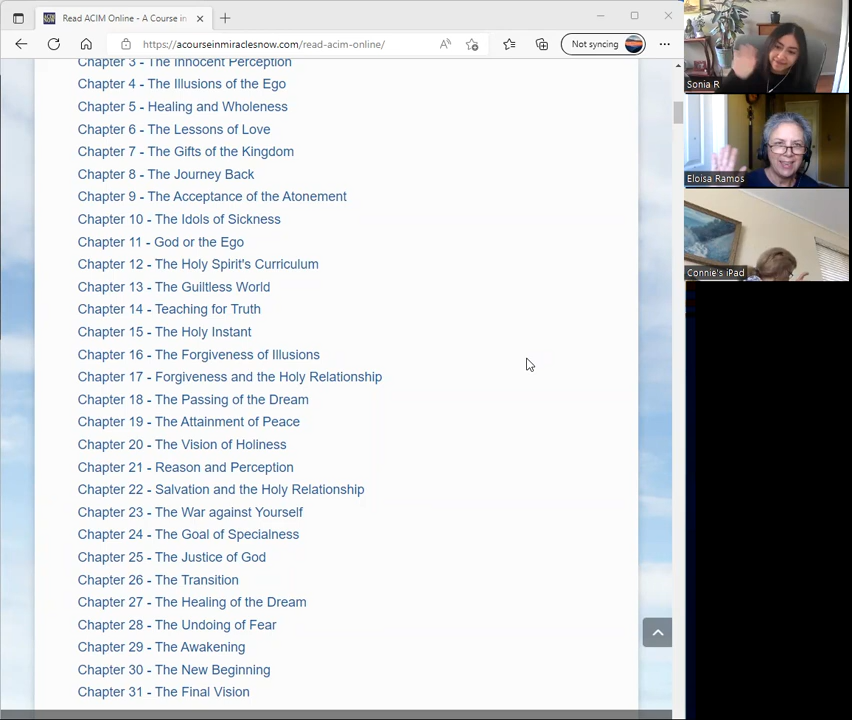 Read ACIM Online - A Course in
https://acourseinmiraclesnow.com/read-acim-online/
Not syncing
Chapter 3 - The Innocent Perception
Chapter 4 - The Illusions of the Ego
Chapter 5 - Healing and Wholeness
Chapter 6 - The Lessons of Love
Chapter 7 - The Gifts of the Kingdom
Chapter 8 - The Journey Back
Chapter 9 - The Acceptance of the Atonement
Chapter 10 - The Idols of Sickness
Chapter 11 - God or the Ego
Chapter 12 - The Holy Spirit's Curriculum
Chapter 13 - The Guiltless World
Chapter 14 - Teaching for Truth
Chapter 15 - The Holy Instant
Chapter 16 - The Forgiveness of Illusions
Chapter 17 - Forgiveness and the Holy Relationship
Chapter 18 - The Passing of the Dream
Chapter 19 - The Attainment of Peace
Chapter 20 - The Vision of Holiness
Chapter 21 - Reason and Perception
Chapter 22 - Salvation and the Holy Relationship
Chapter 23 - The War against Yourself
Chapter 24 - The Goal of Specialness
Chapter 25 - The Justice of God
Chapter 26 - The Transition
Chapter 27 - The Healing of the Dream
Chapter 28 - The Undoing of Fear
Chapter 29 - The Awakening
Chapter 30 - The New Beginning
Chapter 31 - The Final Vision
Sonia R
Eloisa Ramos
Connie's iPad